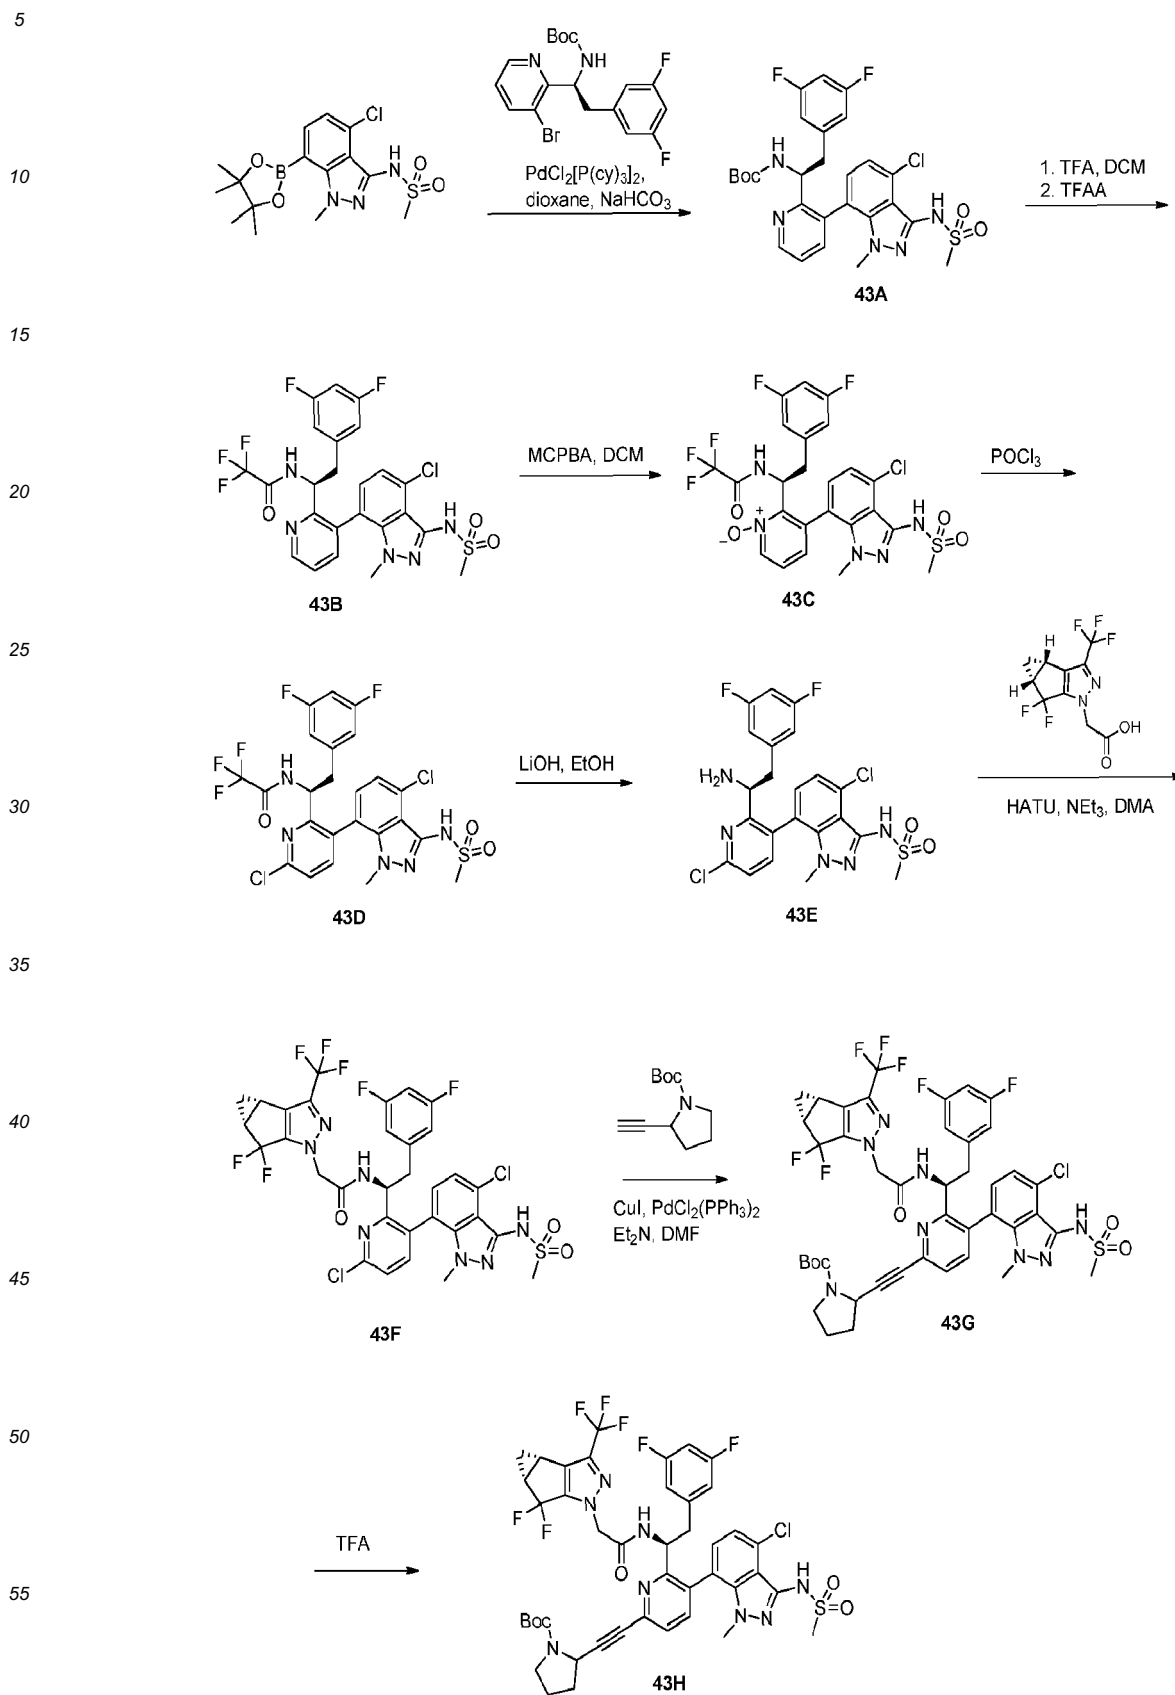 5
Boc
NH
F
N
Br
F
Cl
O
B
O
H
N
O
S
O
N
N
10
PdCl2[P(cy)3]2,
dioxane, NaHCO3
F
F
HN
Boc
Cl
N
H
N
S
O
O
N
N
43A
1. TFA, DCM
2. TFAA
15
F
F
F
F
F
H
N
O
Cl
N
H
N
S
O
O
N
N
43B
20
MCPBA, DCM
F
F
F
F
F
H
N
O
Cl
−O
N+
H
N
S
O
O
N
N
43C
POCl3
25
H
F
F
F
N
N
H
F
F
OH
O
F
F
F
F
F
H
N
O
Cl
N
Cl
H
N
S
O
O
N
N
43D
LiOH, EtOH
F
F
H2N
Cl
N
Cl
H
N
S
O
O
N
N
43E
30
HATU, NEt3, DMA
35
F
F
F
N
N
F
F
F
F
H
N
O
Cl
N
Cl
H
N
S
O
O
N
N
43F
40
Boc
N
CuI, PdCl2(PPh3)2
Et2N, DMF
F
F
F
N
N
F
F
F
F
H
N
O
Cl
N
H
N
S
O
O
N
N
Boc
N
43G
45
50
TFA
F
F
F
N
N
F
F
F
F
H
N
O
Cl
N
H
N
S
O
O
N
N
Boc
N
43H
55